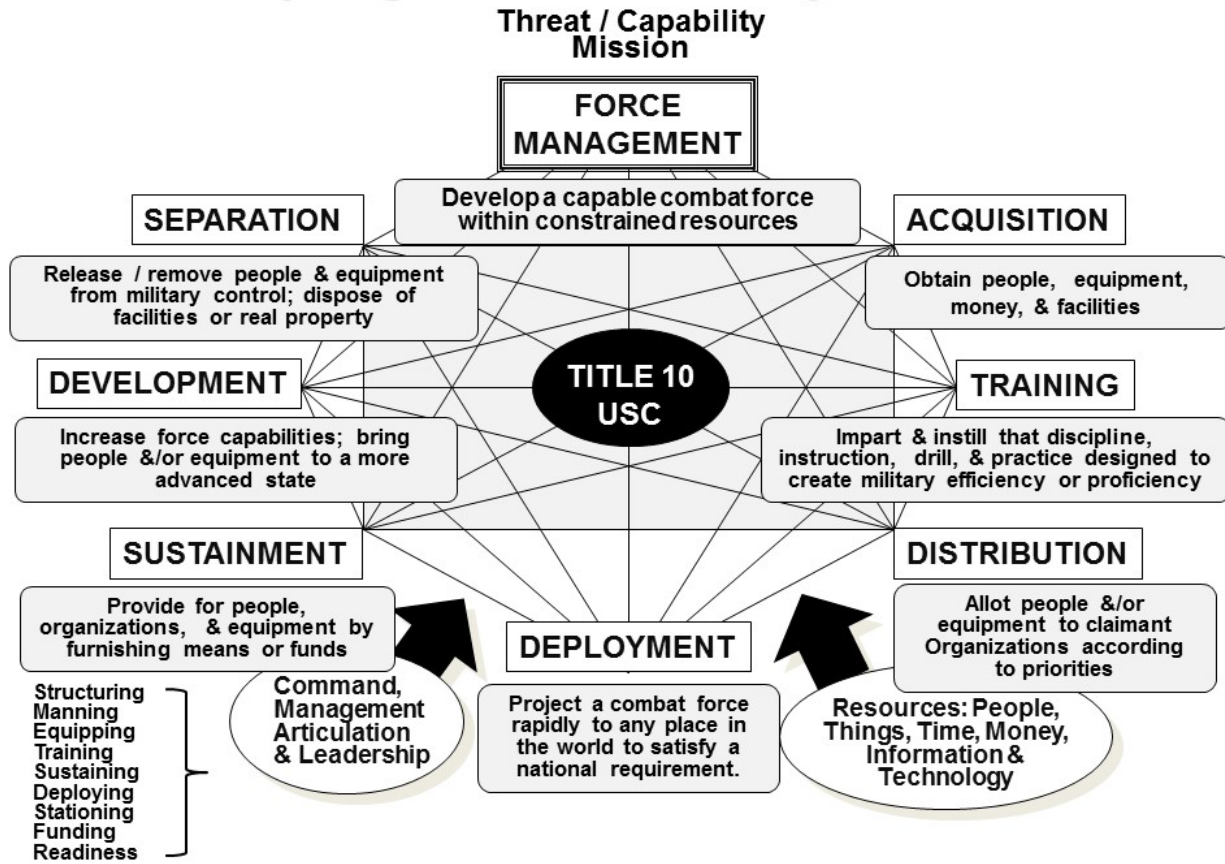 Threat / Capability
Mission
FORCE
MANAGEMENT
Develop a capable combat force
within constrained resources
SEPARATION
Release / remove people & equipment
from military control; dispose of
facilities or real property
ACQUISITION
Obtain people, equipment,
money, & facilities
TITLE 10
USC
DEVELOPMENT
Increase force capabilities; bring
people &/or equipment to a more
advanced state
TRAINING
Impart & instill that discipline,
instruction, drill, & practice designed to
create military efficiency or proficiency
SUSTAINMENT
Provide for people,
organizations, & equipment by
furnishing means or funds
DISTRIBUTION
Allot people &/or
equipment to claimant
Organizations according
to priorities
DEPLOYMENT
Project a combat force
rapidly to any place in
the world to satisfy a
national requirement.
Structuring
Manning
Equipping
Training
Sustaining
Deploying
Stationing
Funding
Readiness
Command,
Management
Articulation
& Leadership
Resources: People,
Things, Time, Money,
Information &
Technology